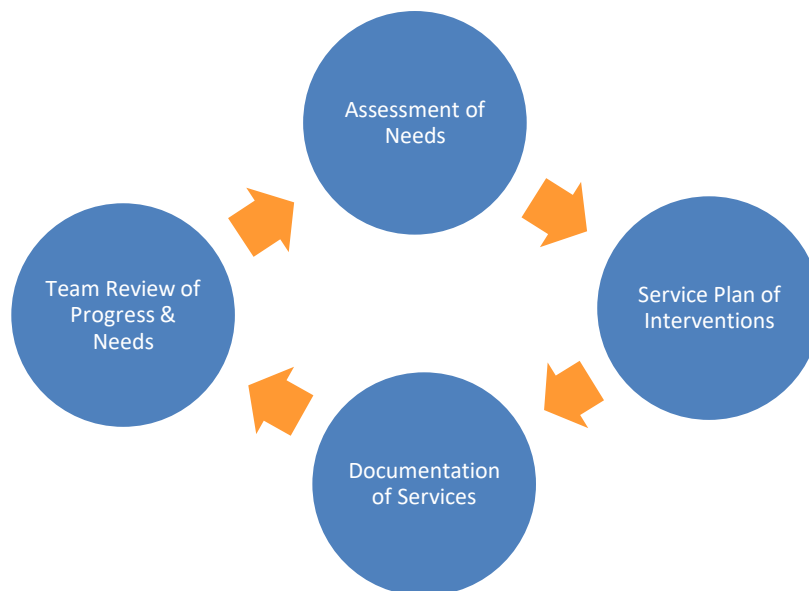 Assessment of
Needs
Service Plan of
Interventions
Documentation
of Services
Team Review of
Progress &
Needs